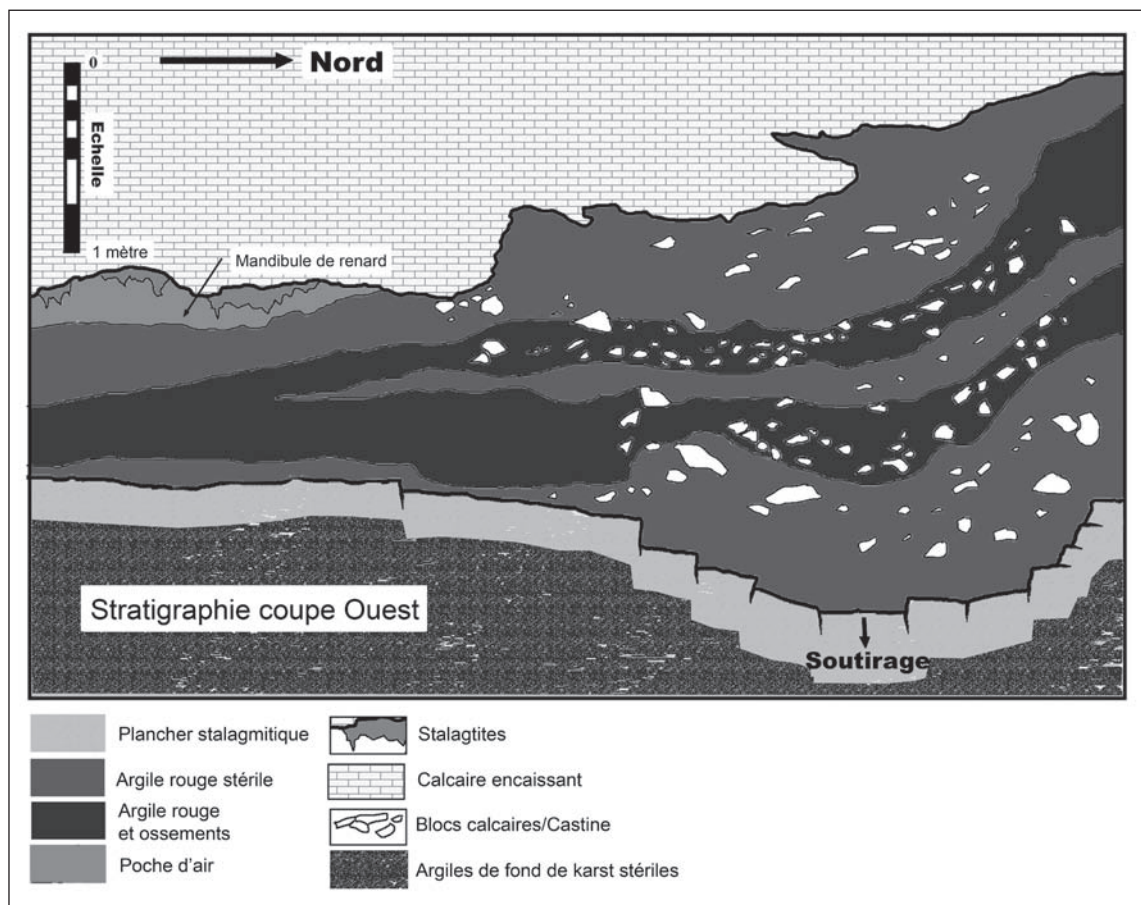 0
Nord
Echelle
1 mètre
Mandibule de renard
Stratigraphie coupe Ouest
Soutirage
Plancher stalagmitique
Stalagtites
Argile rouge stérile
Calcaire encaissant
Argile rouge
et ossements
Blocs calcaires/Castine
Poche d'air
Argiles de fond de karst stériles